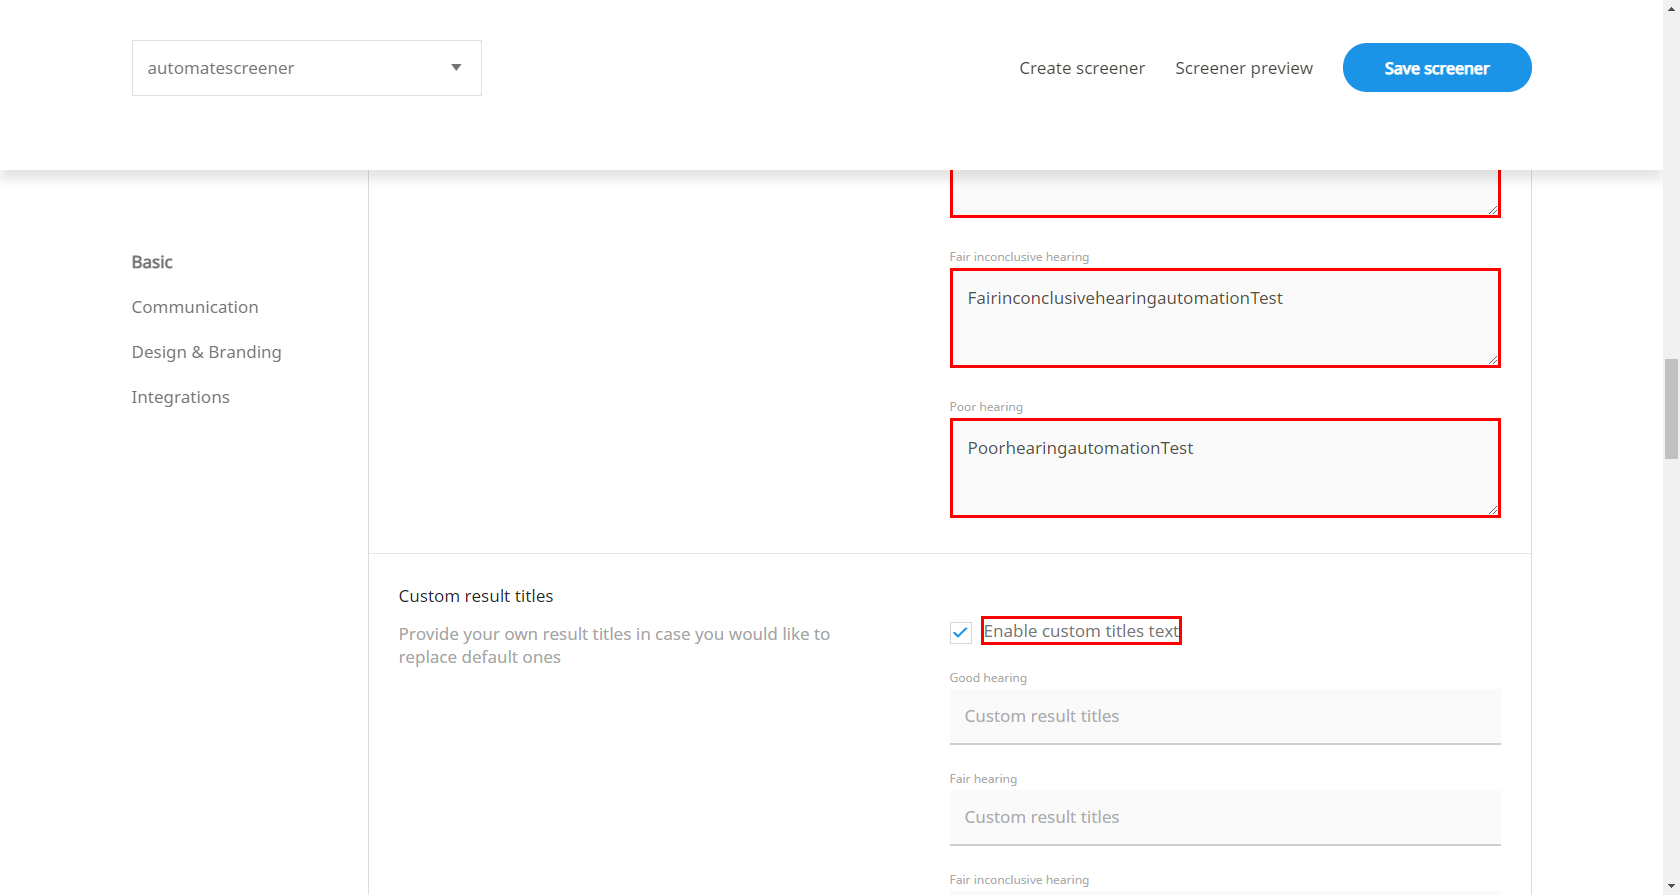 automatescreener
Create screener
Screener preview
Save screener
Basic
Communication
Design & Branding
Integrations
Fair inconclusive hearing
FairinconclusivehearingautomationTest
Poor hearing
PoorhearingautomationTest
Custom result titles
Provide your own result titles in case you would like to
replace default ones
Enable custom titles text
Good hearing
Custom result titles
Fair hearing
Custom result titles
Fair inconclusive hearing